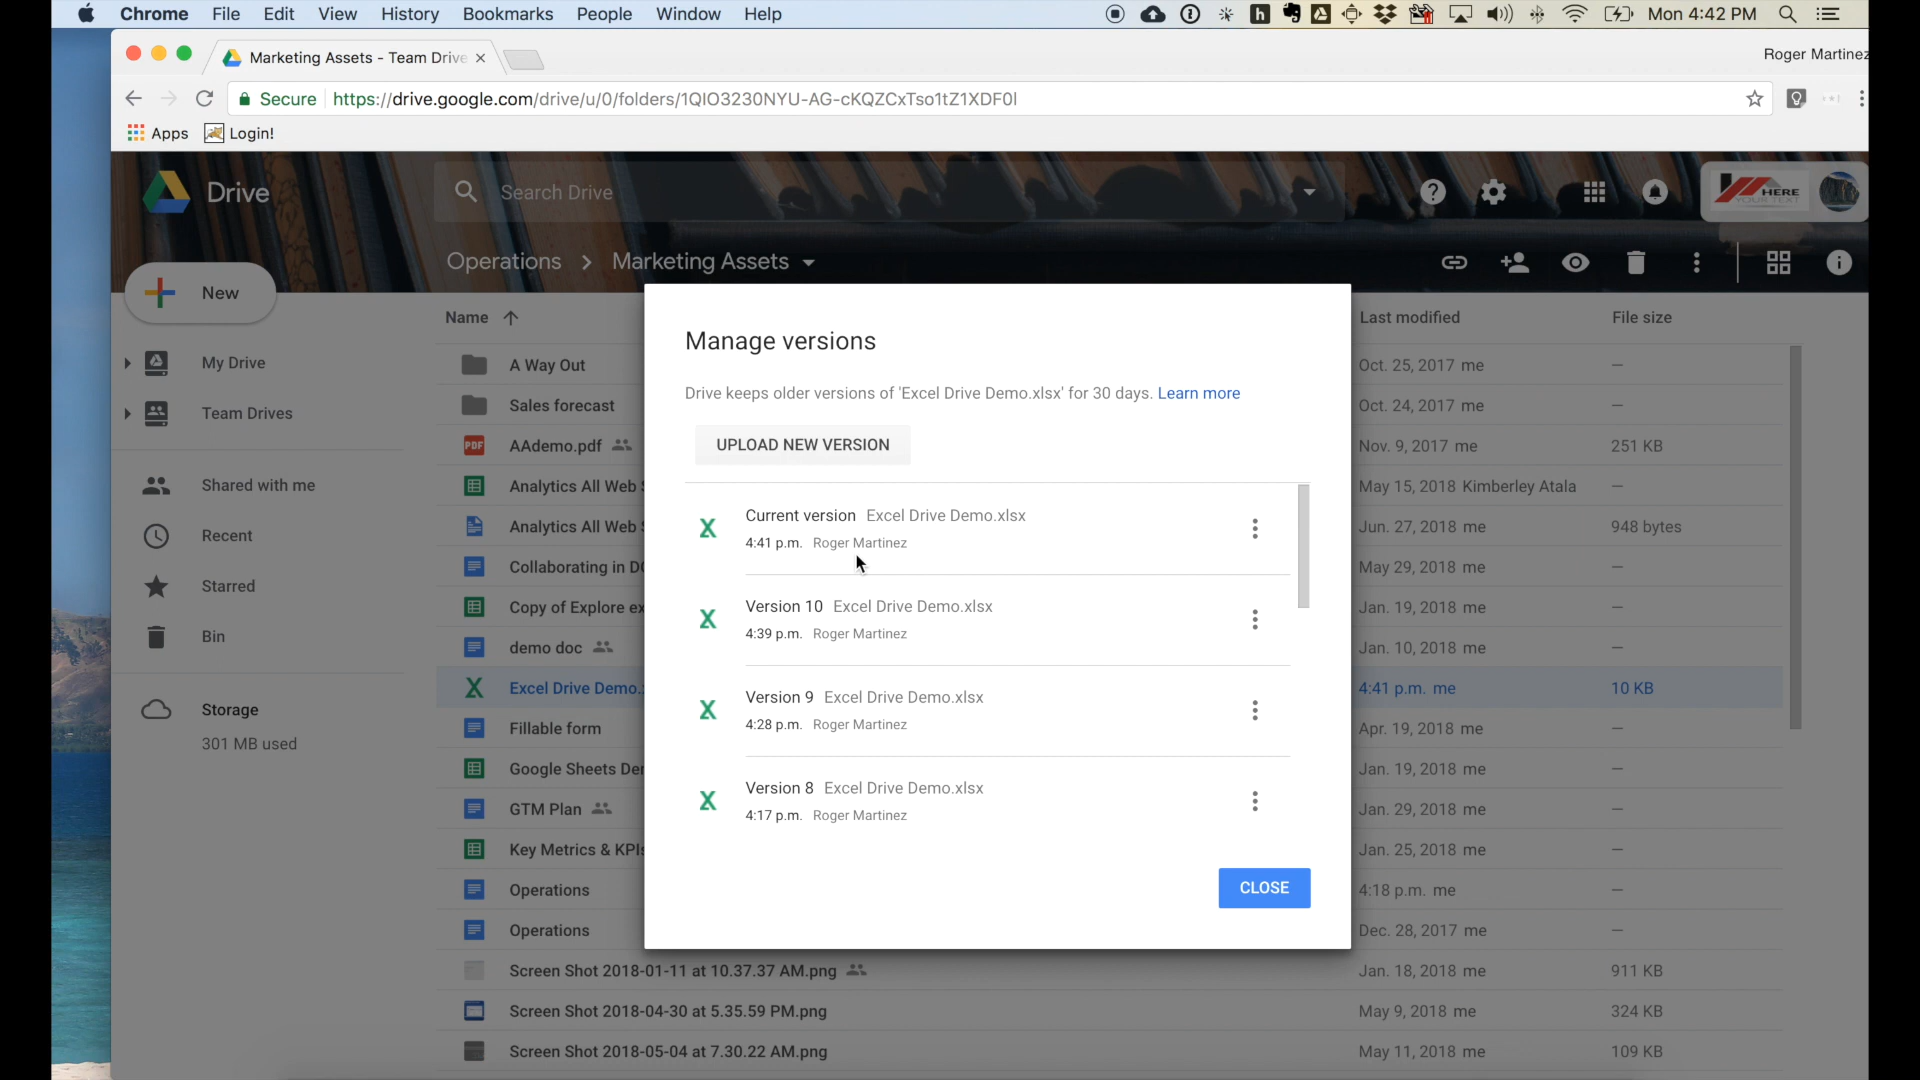 Chrome File Edit View History Bookmarks People Window Help Mon 4:42 PM
Marketing Assets - Team Drive Roger Martinez
Secure https://drive.google.com/drive/u/0/folders/1QIO3230NYU-AG-cKQZCxTso1tZ1XDF0l
Apps Login!
Drive Search Drive HERE
YOUR TEXT
Operations > Marketing Assets
New
Name Last modified File size
My Drive
Team Drives
Shared with me
Recent
Starred
Bin
Storage
301 MB used
A Way Out Oct. 25, 2017 me —
Sales forecast Oct. 24, 2017 me —
PDF AAdemo.pdf Nov. 9, 2017 me 251 KB
Analytics All Web May 15, 2018 Kimberley Atala —
Analytics All Web Jun. 27, 2018 me 948 bytes
Collaborating in May 29, 2018 me —
Copy of Explore Jan. 19, 2018 me —
demo doc Jan. 10, 2018 me —
Excel Drive Demo. 4:41 p.m. me 10 KB
Fillable form Apr. 19, 2018 me —
Google Sheets Jan. 19, 2018 me —
GTM Plan Jan. 29, 2018 me —
Key Metrics & KPIs Jan. 25, 2018 me —
Operations 4:18 p.m. me —
Operations Dec. 28, 2017 me —
Screen Shot 2018-01-11 at 10.37.37 AM.png Jan. 18, 2018 me 911 KB
Screen Shot 2018-04-30 at 5.35.59 PM.png May 9, 2018 me 324 KB
Screen Shot 2018-05-04 at 7.30.22 AM.png May 11, 2018 me 109 KB
Manage versions
Drive keeps older versions of 'Excel Drive Demo.xlsx' for 30 days. Learn more
UPLOAD NEW VERSION
Current version Excel Drive Demo.xlsx
4:41 p.m. Roger Martinez
Version 10 Excel Drive Demo.xlsx
4:39 p.m. Roger Martinez
Version 9 Excel Drive Demo.xlsx
4:28 p.m. Roger Martinez
Version 8 Excel Drive Demo.xlsx
4:17 p.m. Roger Martinez
CLOSE